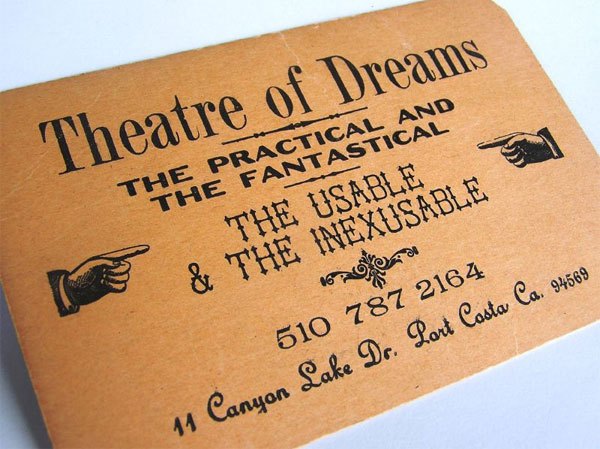 Theatre of Dreams
THE PRACTICAL AND
THE FANTASTICAL
THE USABLE
& THE INEXUSABLE
510 787 2164
11 Canyon Lake Dr. Port Costa Ca. 94569